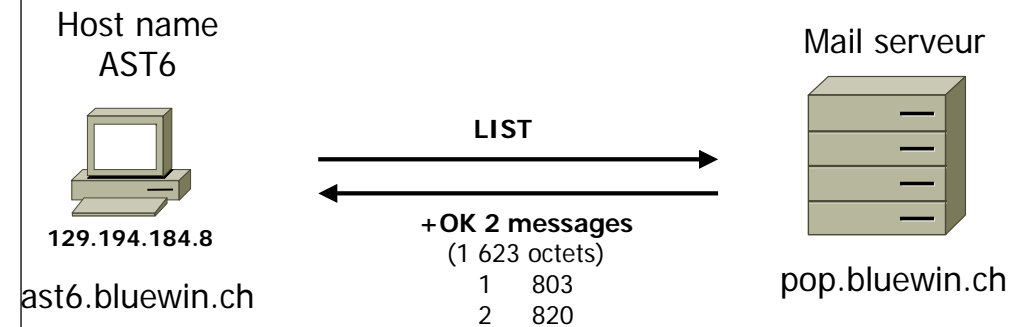 Host name
AST6
129.194.184.8
ast6.bluewin.ch
LIST
+OK 2 messages
(1 623 octets)
1 803
2 820
Mail serveur
pop.bluewin.ch